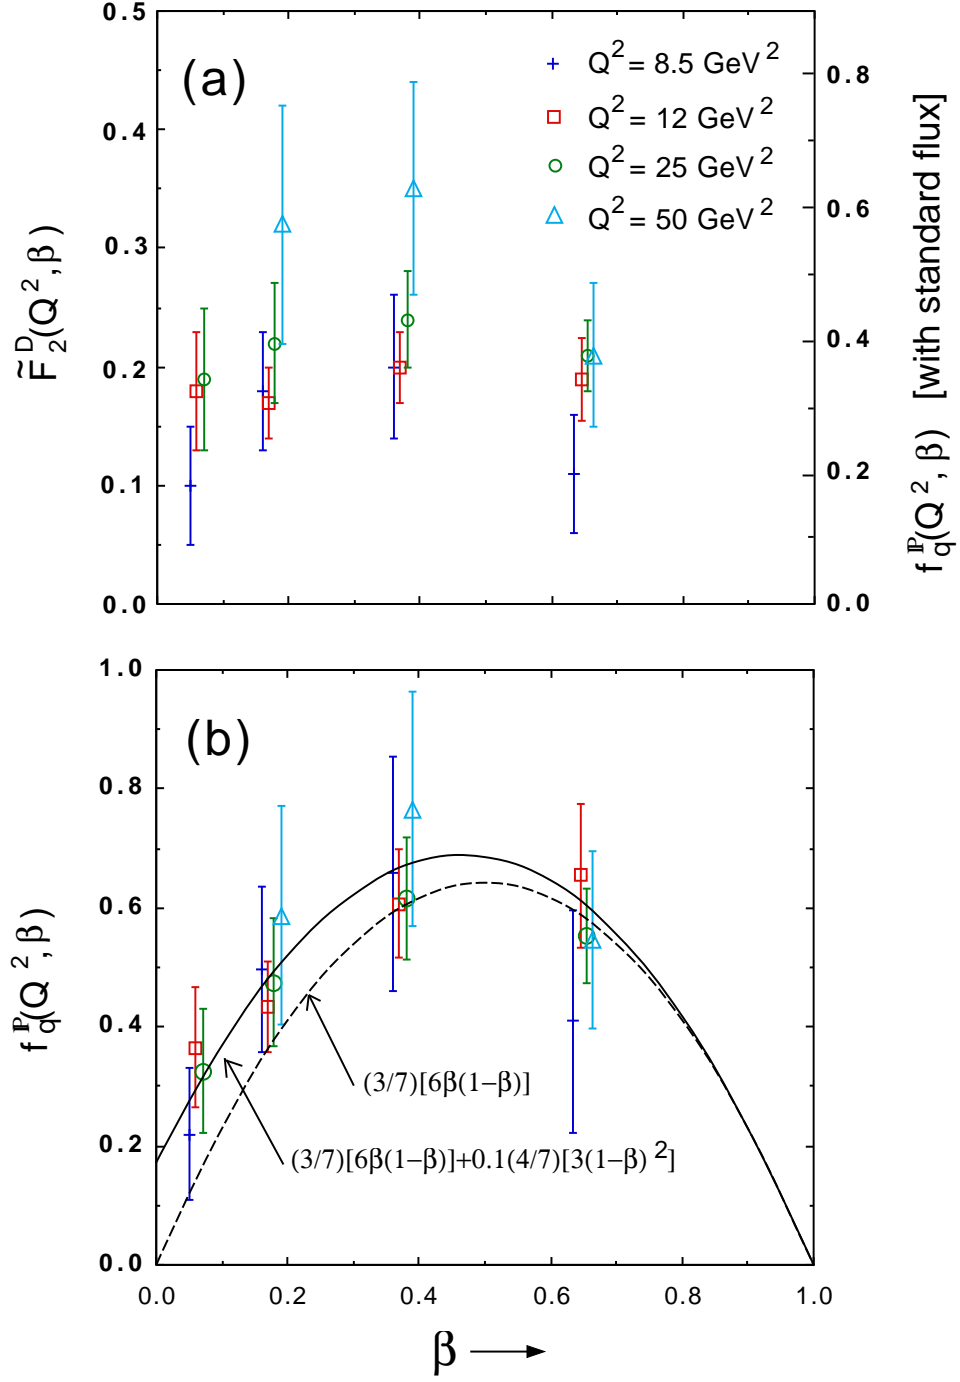 (a)
Q² = 8.5 GeV²
Q² = 12 GeV²
Q² = 25 GeV²
Q² = 50 GeV²
0.5
0.4
0.3
0.2
0.1
0.0
F̃₂ᴰ(Q², β)
0.8
0.6
0.4
0.2
0.0
f_q^ℙ(Q², β) [with standard flux]
(b)
1.0
0.8
0.6
0.4
0.2
0.0
f_q^ℙ(Q², β)
(3/7)[6β(1−β)]
(3/7)[6β(1−β)]+0.1(4/7)[3(1−β)²]
0.0 0.2 0.4 0.6 0.8 1.0
β